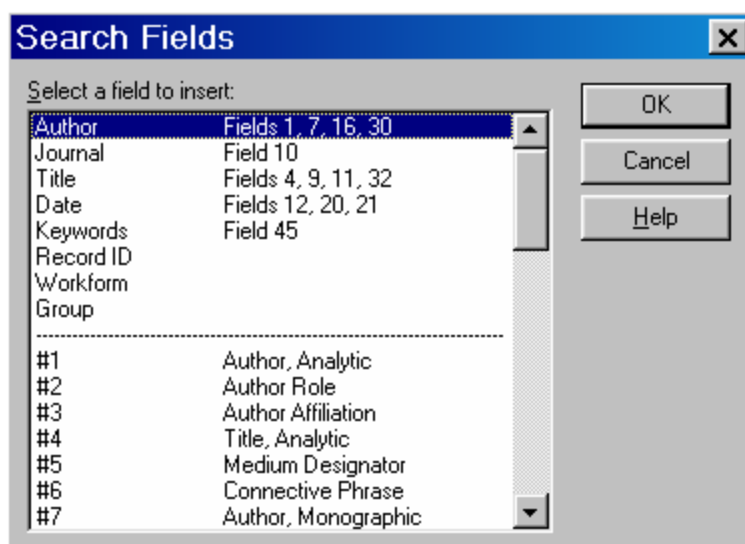 Search Fields
Select a field to insert:
Author Fields 1, 7, 16, 30
Journal Field 10
Title Fields 4, 9, 11, 32
Date Fields 12, 20, 21
Keywords Field 45
Record ID
Workform
Group
#1 Author, Analytic
#2 Author Role
#3 Author Affiliation
#4 Title, Analytic
#5 Medium Designator
#6 Connective Phrase
#7 Author, Monographic
OK
Cancel
Help